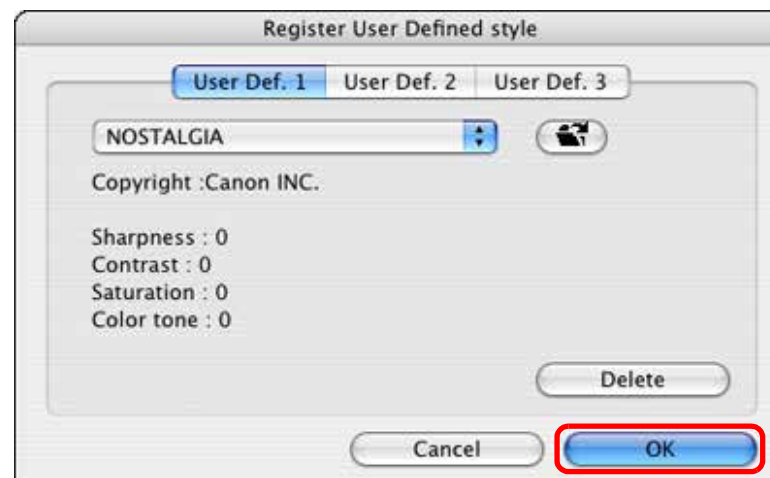 Register User Defined style
User Def. 1 User Def. 2 User Def. 3
NOSTALGIA
Copyright :Canon INC.
Sharpness : 0
Contrast : 0
Saturation : 0
Color tone : 0
Delete
Cancel OK